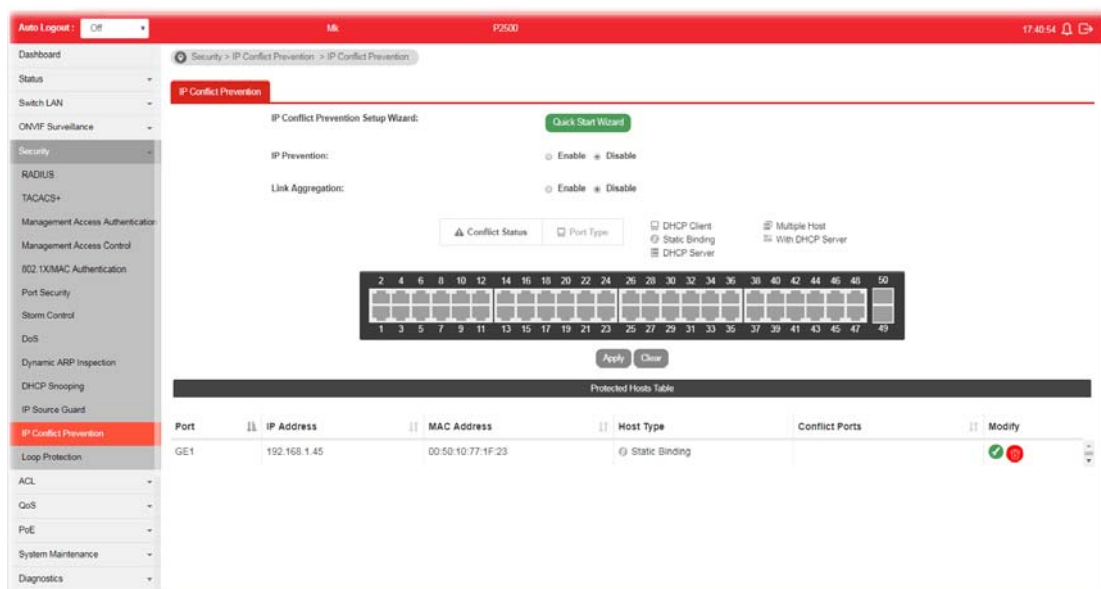 Auto Logout : Off Mk P2500 17:40:54
Dashboard
Status
Switch LAN
ONVIF Surveillance
Security
RADIUS
TACACS+
Management Access Authentication
Management Access Control
802.1X/MAC Authentication
Port Security
Storm Control
DoS
Dynamic ARP Inspection
DHCP Snooping
IP Source Guard
IP Conflict Prevention
Loop Protection
ACL
QoS
PoE
System Maintenance
Diagnostics
Security > IP Conflict Prevention > IP Conflict Prevention
IP Conflict Prevention
IP Conflict Prevention Setup Wizard: Quick Start Wizard
IP Prevention: Enable Disable
Link Aggregation: Enable Disable
Conflict Status Port Type
DHCP Client Multiple Host
Static Binding With DHCP Server
DHCP Server
2 4 6 8 10 12 14 16 18 20 22 24 26 28 30 32 34 36 38 40 42 44 46 48 50
1 3 5 7 9 11 13 15 17 19 21 23 25 27 29 31 33 35 37 39 41 43 45 47 49
Apply Clear
Protected Hosts Table
Port IP Address MAC Address Host Type Conflict Ports Modify
GE1 192.168.1.45 00:50:10:77:1F:23 Static Binding